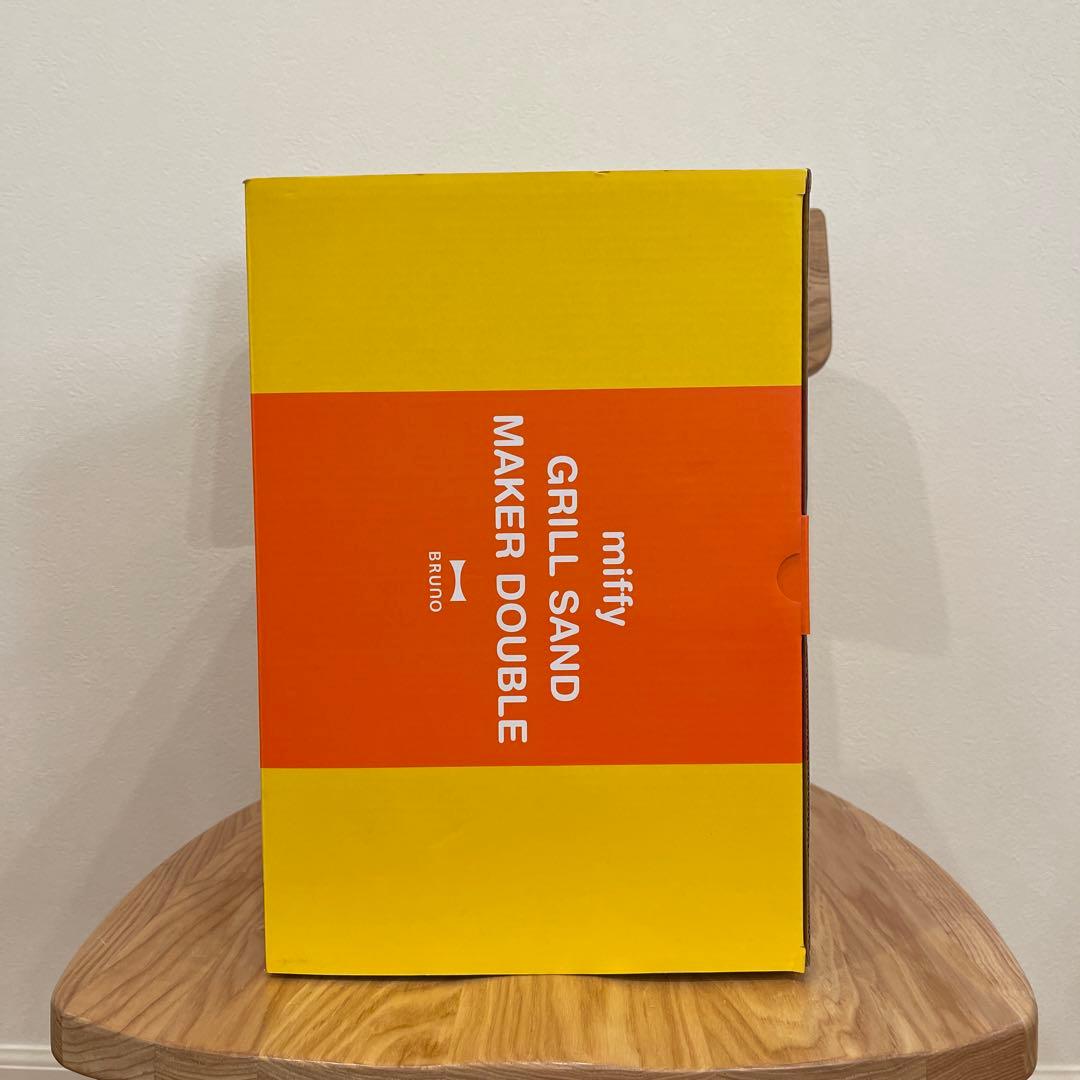 miffy
GRILL SAND
MAKER DOUBLE
BRUNO